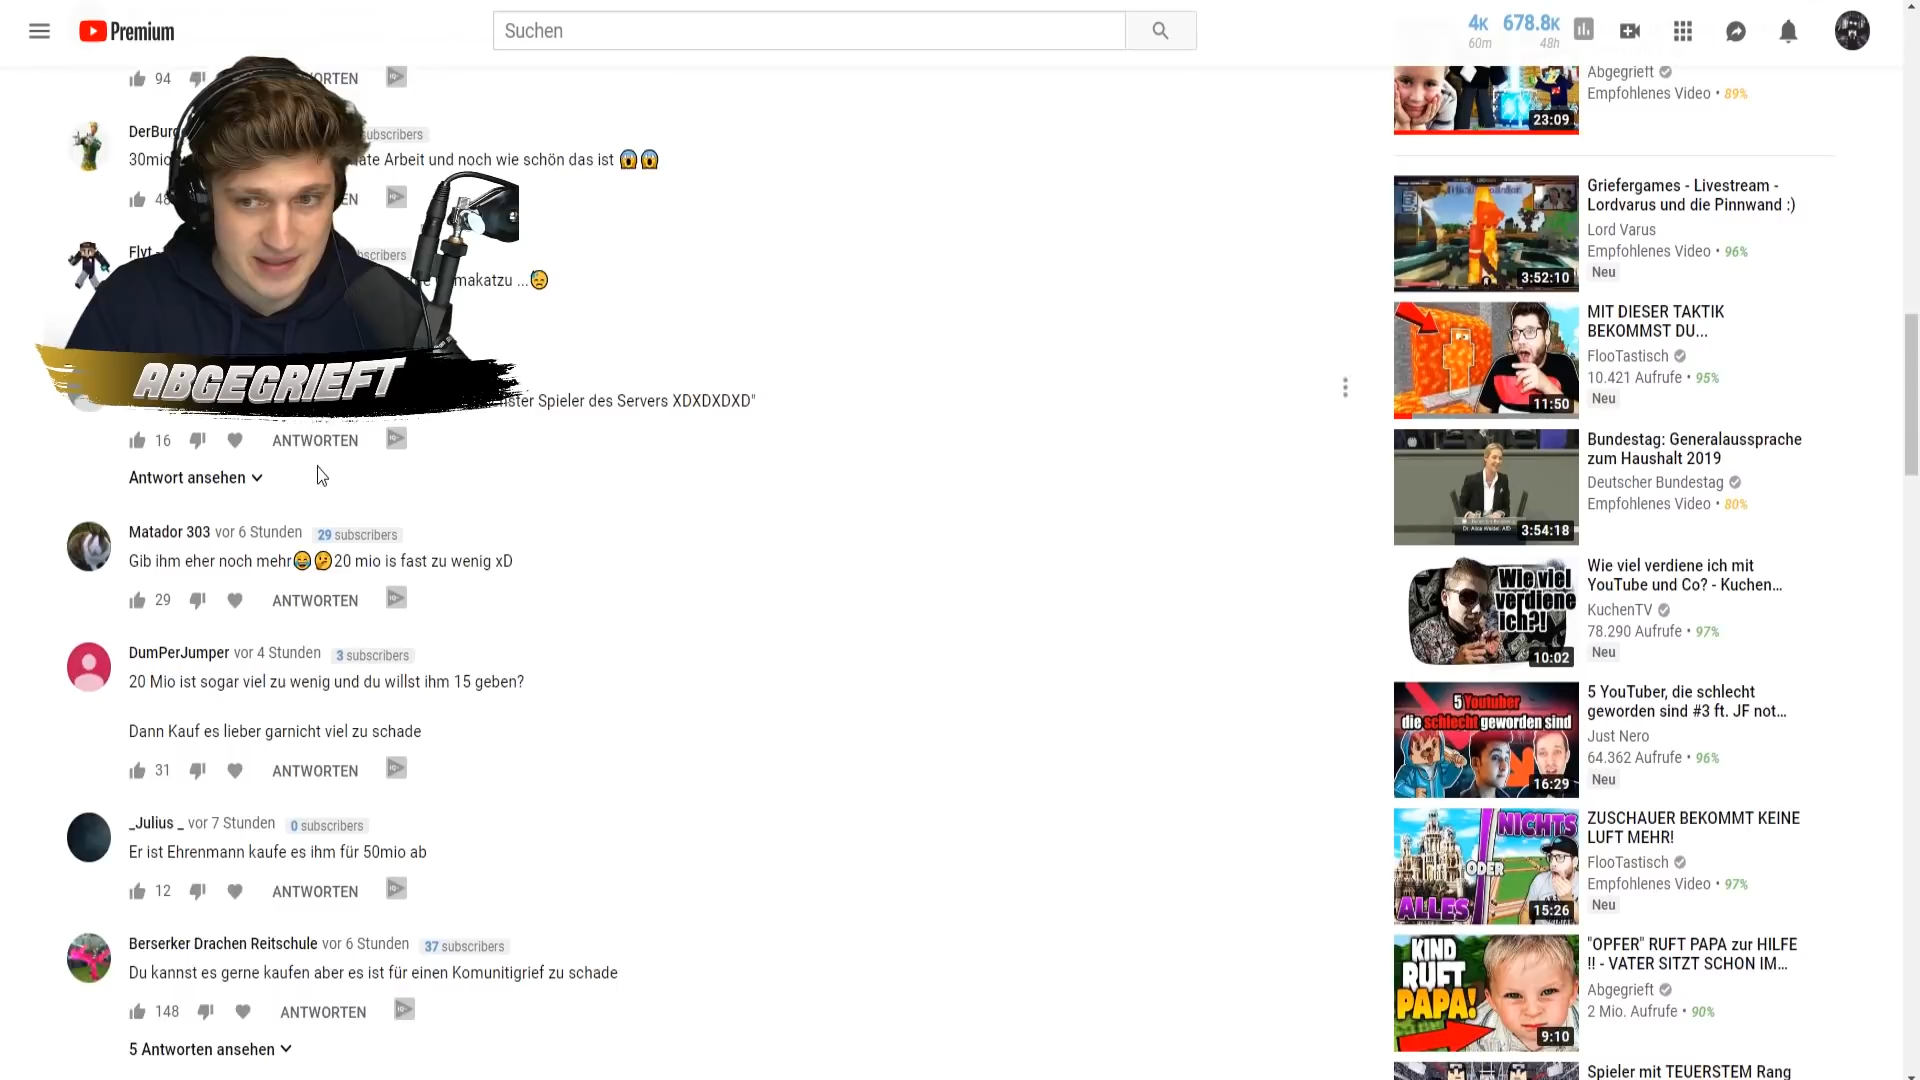 Premium
Suchen
4K
60m
678.8K
48h
94
ORTEN
subscribers
Arbeit und noch wie schön das ist 😱😱
ABGEGRIEFT
Spieler des Servers XDXDXDXD"
16
ANTWORTEN
Antwort ansehen
Matador 303 vor 6 Stunden 29 subscribers
Gib ihm eher noch mehr😂🤔20 mio is fast zu wenig xD
29
ANTWORTEN
DumPerJumper vor 4 Stunden 3 subscribers
20 Mio ist sogar viel zu wenig und du willst ihm 15 geben?
Dann Kauf es lieber garnicht viel zu schade
31
ANTWORTEN
_Julius _ vor 7 Stunden 0 subscribers
Er ist Ehrenmann kaufe es ihm für 50mio ab
12
ANTWORTEN
Berserker Drachen Reitschule vor 6 Stunden 37 subscribers
Du kannst es gerne kaufen aber es ist für einen Komunitigrief zu schade
148
ANTWORTEN
5 Antworten ansehen
23:09
Abgegrieft
Empfohlenes Video • 89%
3:52:10
Griefergames - Livestream -
Lordvarus und die Pinnwand :)
Lord Varus
Empfohlenes Video • 96%
Neu
11:50
MIT DIESER TAKTIK
BEKOMMST DU...
FlooTastisch
10.421 Aufrufe • 95%
Neu
3:54:18
Bundestag: Generalaussprache
zum Haushalt 2019
Deutscher Bundestag
Empfohlenes Video • 80%
Wie viel
verdiene
ich?!
10:02
Wie viel verdiene ich mit
YouTube und Co? - Kuchen...
KuchenTV
78.290 Aufrufe • 97%
Neu
5 Youtuber
die schlecht geworden sind
16:29
5 YouTuber, die schlecht
geworden sind #3 ft. JF not...
Just Nero
64.362 Aufrufe • 96%
Neu
NICHTS
ODER
ALLES
15:26
ZUSCHAUER BEKOMMT KEINE
LUFT MEHR!
FlooTastisch
Empfohlenes Video • 97%
Neu
KIND
RUFT
PAPA!
9:10
"OPFER" RUFT PAPA zur HILFE
!! - VATER SITZT SCHON IM...
Abgegrieft
2 Mio. Aufrufe • 90%
Spieler mit TEUERSTEM Rang